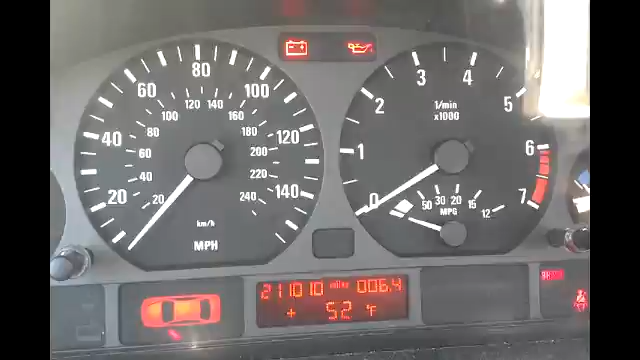 20 40 60 80 100 120 140
20 40 60 80 100 120 140 160 180 200 220 240
km/h
MPH
0 1 2 3 4 5 6 7
1/min
x1000
50 30 20 15 12
MPG
211010 miles 006.4
+ 52 °F